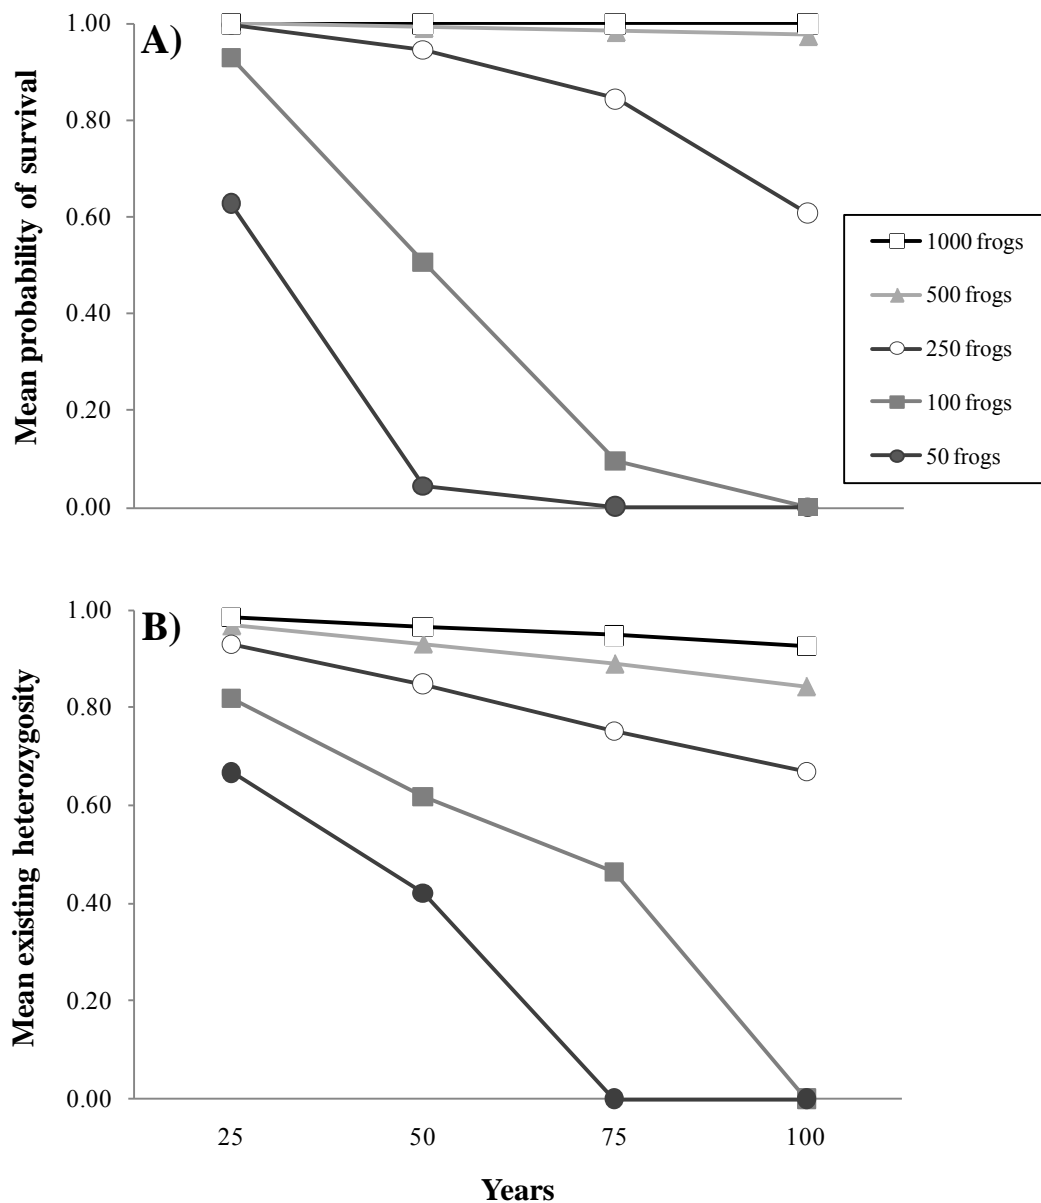 A)
Mean probability of survival
1.00
0.80
0.60
0.40
0.20
0.00
1000 frogs
500 frogs
250 frogs
100 frogs
50 frogs
B)
Mean existing heterozygosity
1.00
0.80
0.60
0.40
0.20
0.00
25 50 75 100
Years